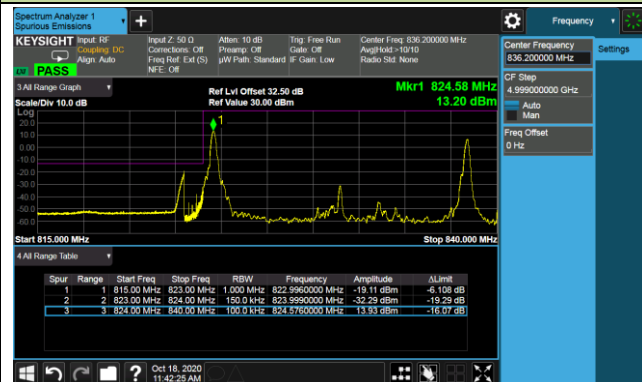 Spectrum Analyzer 1
Spurious Emissions
Frequency
KEYSIGHT Input: RF
Coupling: DC
Align: Auto
Input Z: 50 Ω
Corrections: Off
Freq Ref: Ext (S)
NFE: Off
Atten: 10 dB
Preamp: Off
µW Path: Standard
Trig: Free Run
Gate: Off
IF Gain: Low
Center Freq: 836.200000 MHz
Avg|Hold:>10/10
Radio Std: None
PASS
Center Frequency
836.200000 MHz
Settings
CF Step
4.999000000 GHz
Auto
Man
Freq Offset
0 Hz
3 All Range Graph
Scale/Div 10.0 dB
Ref Lvl Offset 32.50 dB
Ref Value 30.00 dBm
Mkr1 824.58 MHz
13.20 dBm
Log
20.0
10.0
0.00
-10.0
-20.0
-30.0
-40.0
-50.0
-60.0
1
Start 815.000 MHz
Stop 840.000 MHz
4 All Range Table
Spur Range Start Freq Stop Freq RBW Frequency Amplitude ΔLimit
1 1 815.00 MHz 823.00 MHz 1.000 MHz 822.9960000 MHz -19.11 dBm -6.108 dB
2 2 823.00 MHz 824.00 MHz 150.0 kHz 823.9990000 MHz -32.29 dBm -19.29 dB
3 3 824.00 MHz 840.00 MHz 100.0 kHz 824.5760000 MHz 13.93 dBm -16.07 dB
Oct 18, 2020
11:42:25 AM